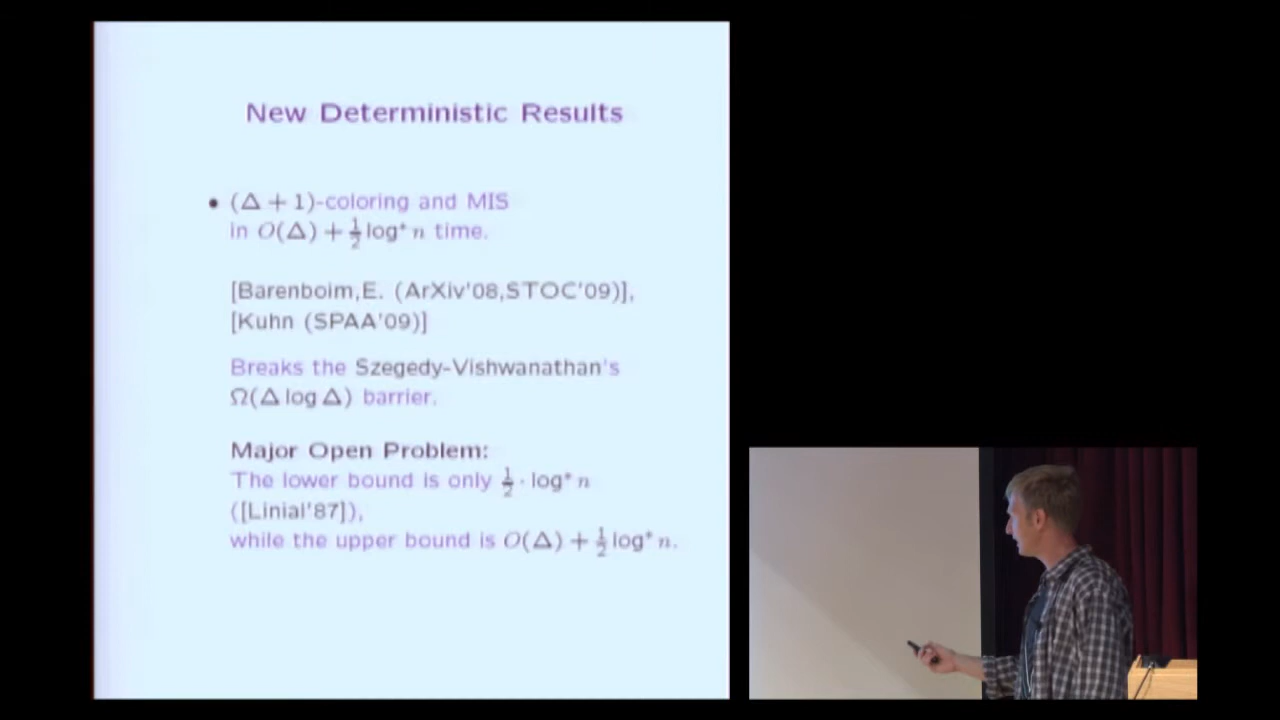 New Deterministic Results
• (Δ + 1)-coloring and MIS
in O(Δ) + ½ log* n time.
[Barenboim,E. (ArXiv'08,STOC'09)],
[Kuhn (SPAA'09)]
Breaks the Szegedy-Vishwanathan's
Ω(Δ log Δ) barrier.
Major Open Problem:
The lower bound is only ½ · log* n
([Linial'87]),
while the upper bound is O(Δ) + ½ log* n.